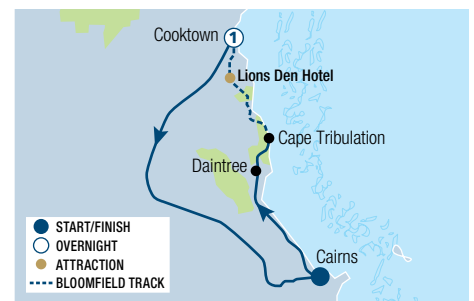 Cooktown
1
Lions Den Hotel
Cape Tribulation
Daintree
Cairns
START/FINISH
OVERNIGHT
ATTRACTION
BLOOMFIELD TRACK